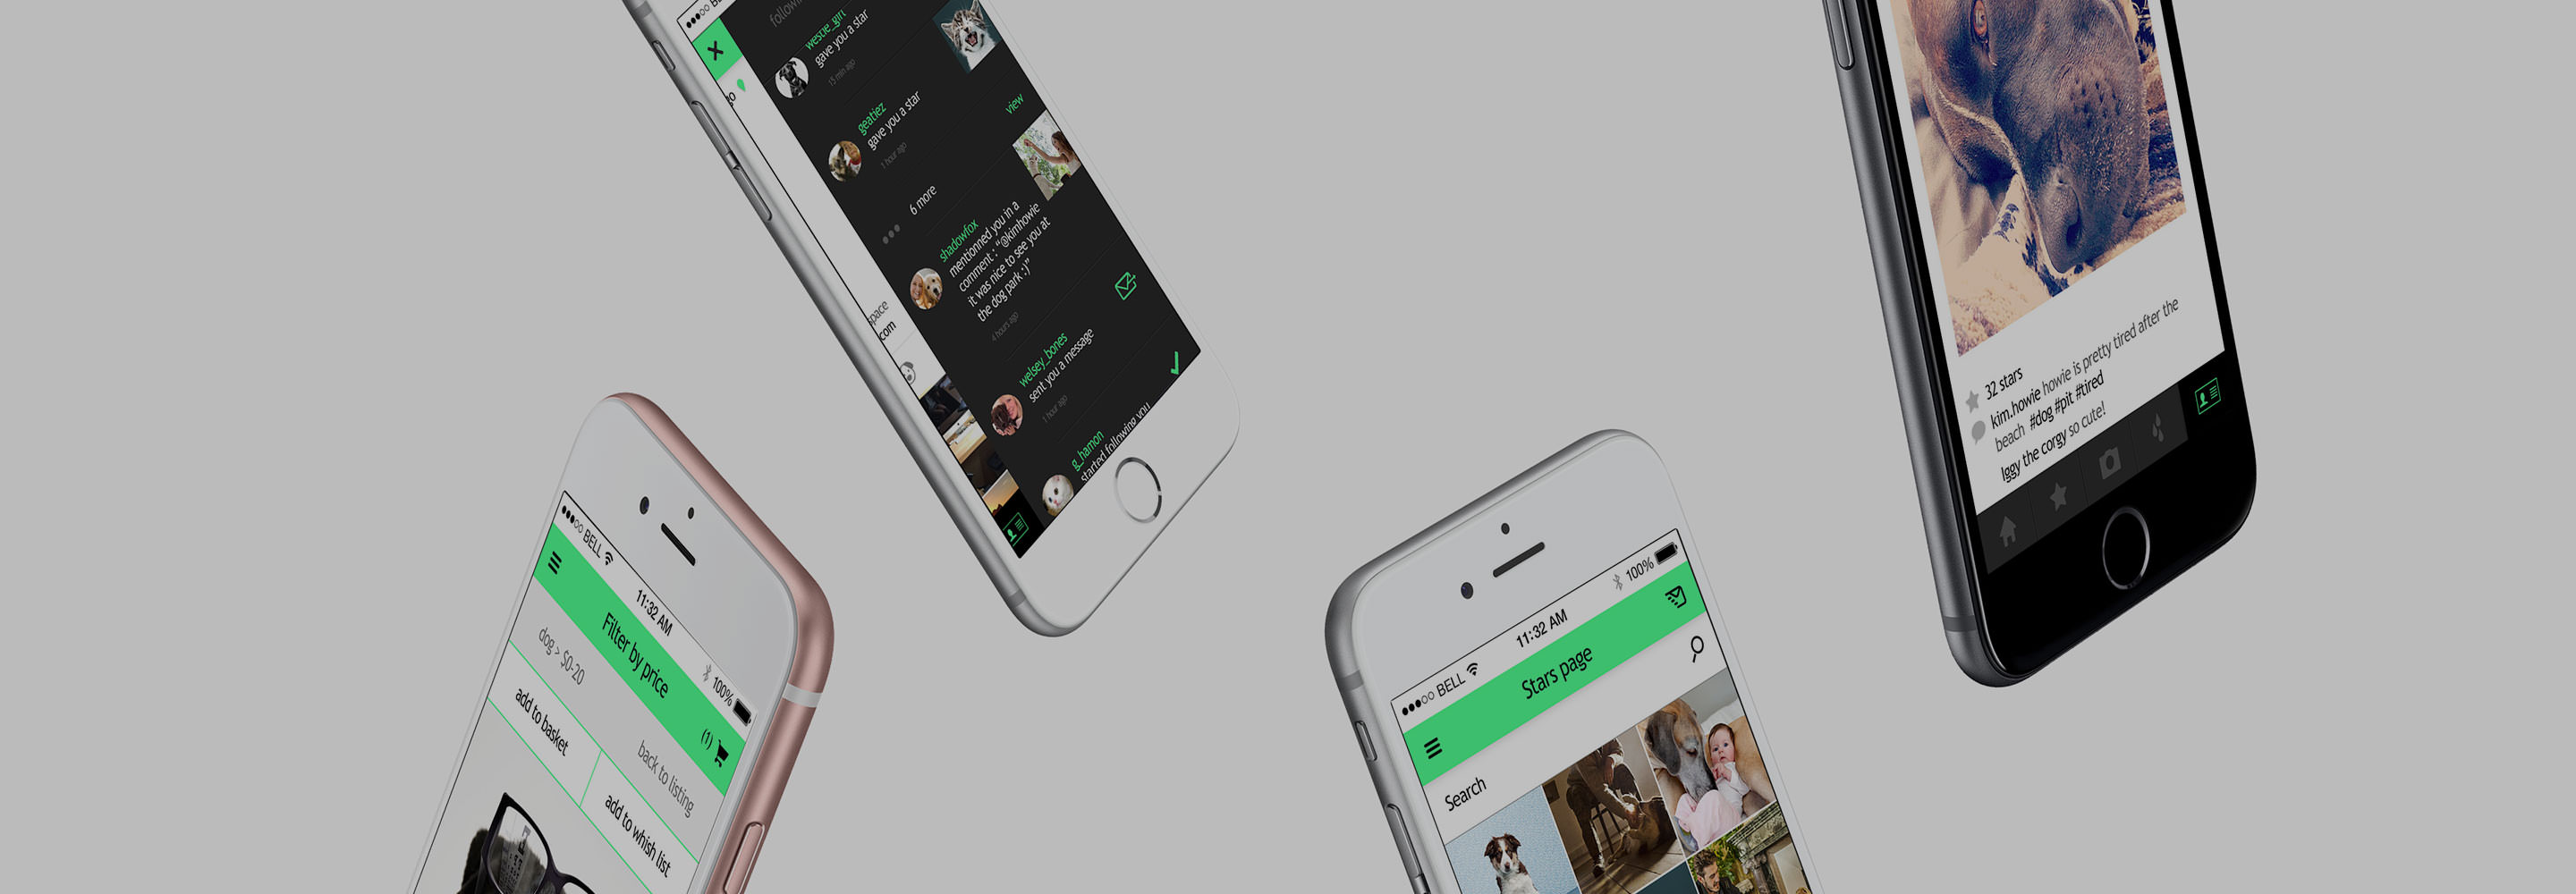 BELL
11:32 AM
100%
Filter by price
(1)
dog > $0-20
back to listing
add to basket
add to whish list
westie_girl
gave you a star
15 min ago
geatiez
gave you a star
1 hour ago
view
6 more
shadowfox
mentionned you in a
comment : "@kimhowie
it was nice to see you at
the dog park :)"
4 hours ago
welsey_bones
sent you a message
1 hour ago
g_hamon
started following you
space
com
BELL
11:32 AM
100%
Stars page
Search
32 stars
kim.howie howie is pretty tired after the
beach #dog #pit #tired
Iggy the corgy so cute!